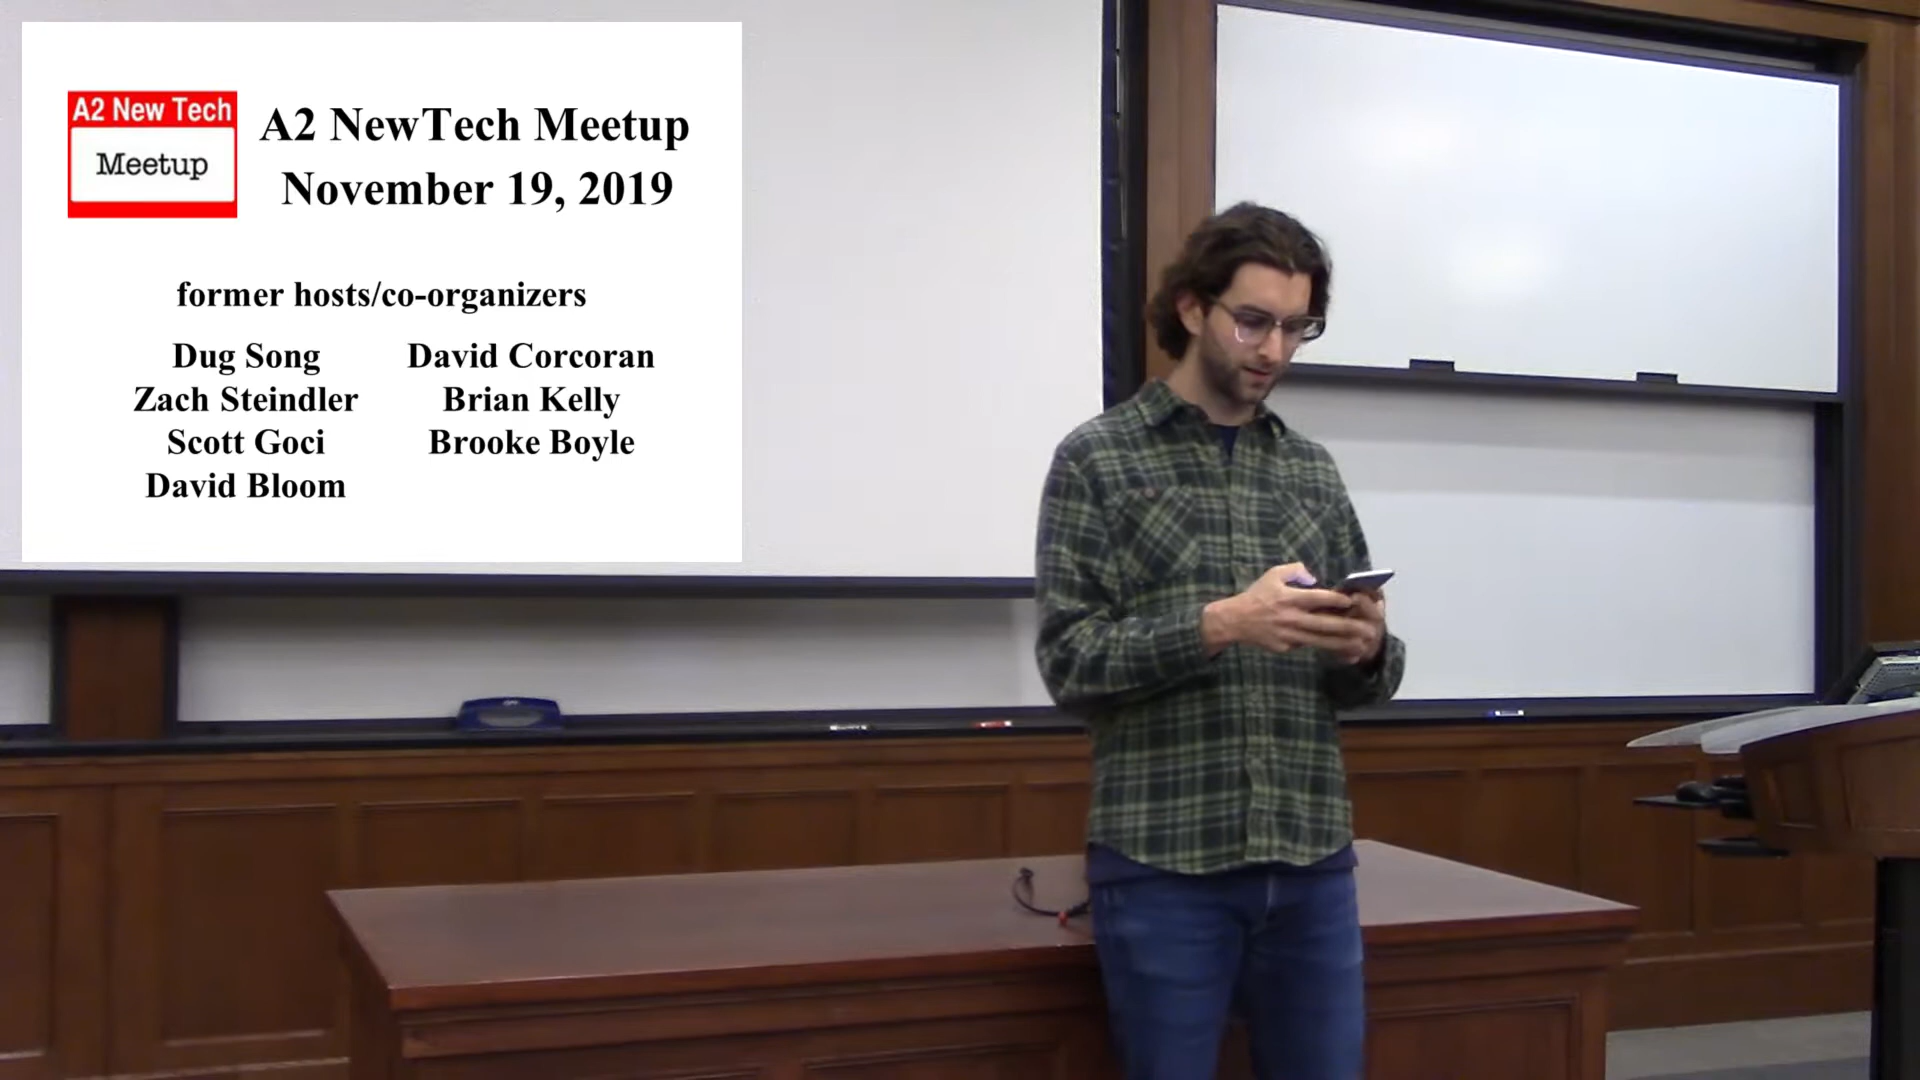 A2 New Tech
Meetup
A2 NewTech Meetup
November 19, 2019
former hosts/co-organizers
Dug Song
David Corcoran
Zach Steindler
Brian Kelly
Scott Goci
Brooke Boyle
David Bloom